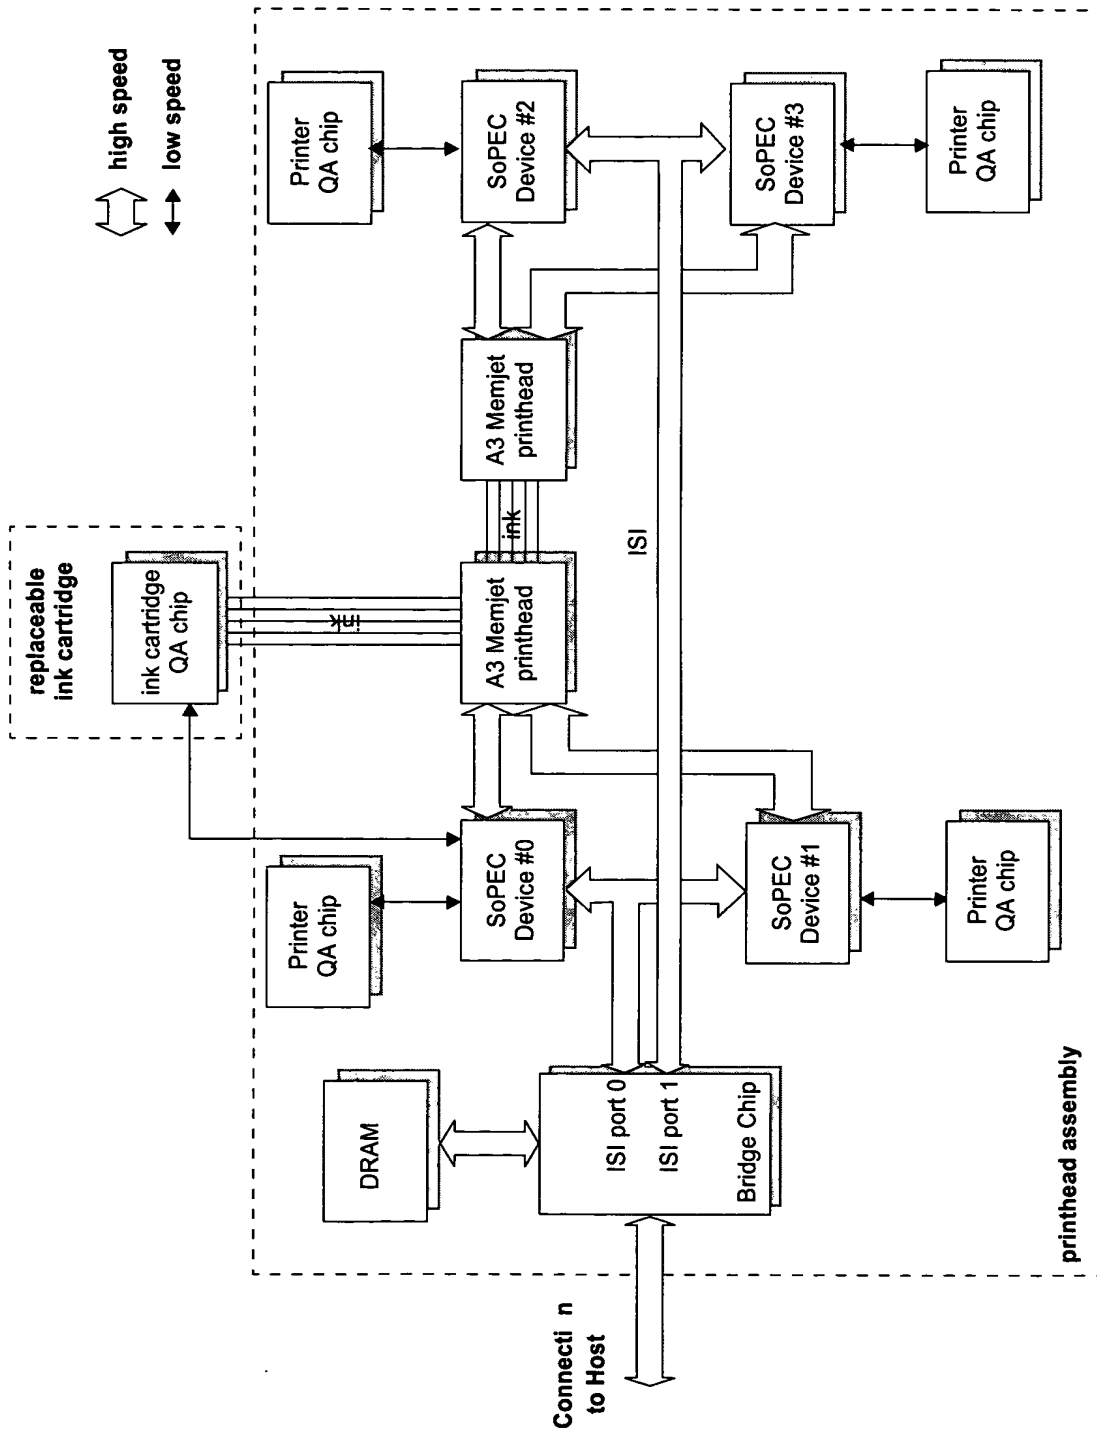 replaceable
ink cartridge
high speed
low speed
ink cartridge
QA chip
Printer
QA chip
Printer
QA chip
ink
DRAM
SoPEC
Device #0
A3 Memjet
printhead
ink
A3 Memjet
printhead
SoPEC
Device #2
Connecti n
to Host
ISI port 0
ISI port 1
Bridge Chip
ISI
SoPEC
Device #1
SoPEC
Device #3
Printer
QA chip
Printer
QA chip
printhead assembly